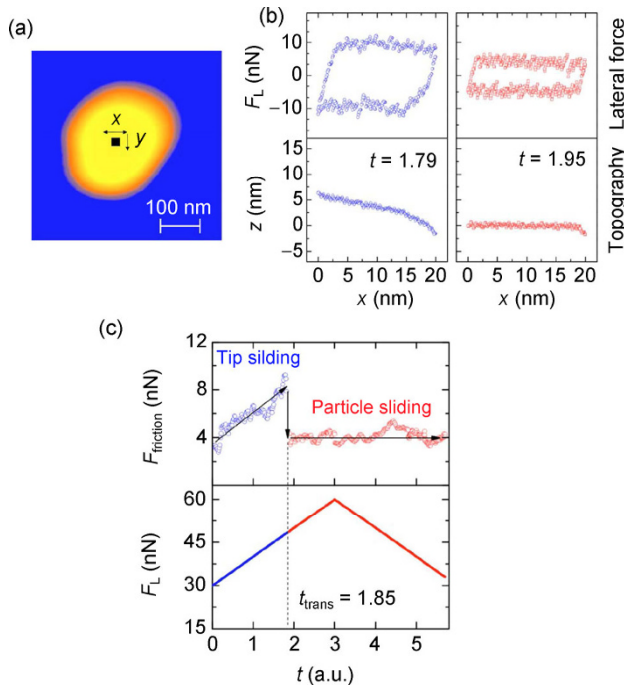 (a)
x
y
100 nm
(b)
F_L (nN)
10
0
−10
Lateral force
z (nm)
15
10
5
0
−5
t = 1.79
t = 1.95
Topography
0 5 10 15 20
0 5 10 15 20
x (nm)
x (nm)
(c)
F_friction (nN)
12
8
4
Tip silding
Particle sliding
F_L (nN)
60
45
30
t_trans = 1.85
0 1 2 3 4 5
t (a.u.)